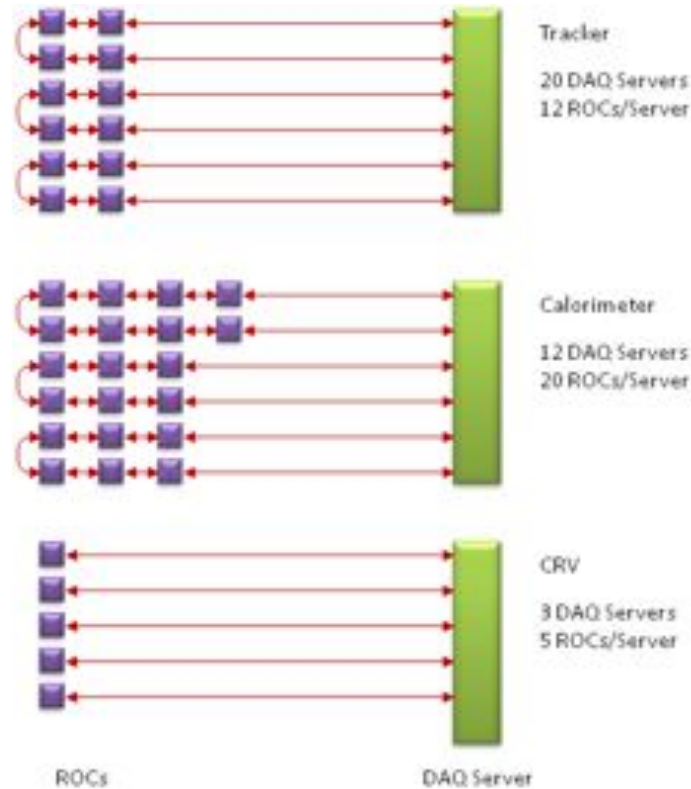 Tracker
20 DAQ Servers
12 ROCs/Server
Calorimeter
12 DAQ Servers
20 ROCs/Server
CRV
3 DAQ Servers
5 ROCs/Server
ROCs
DAQ Server